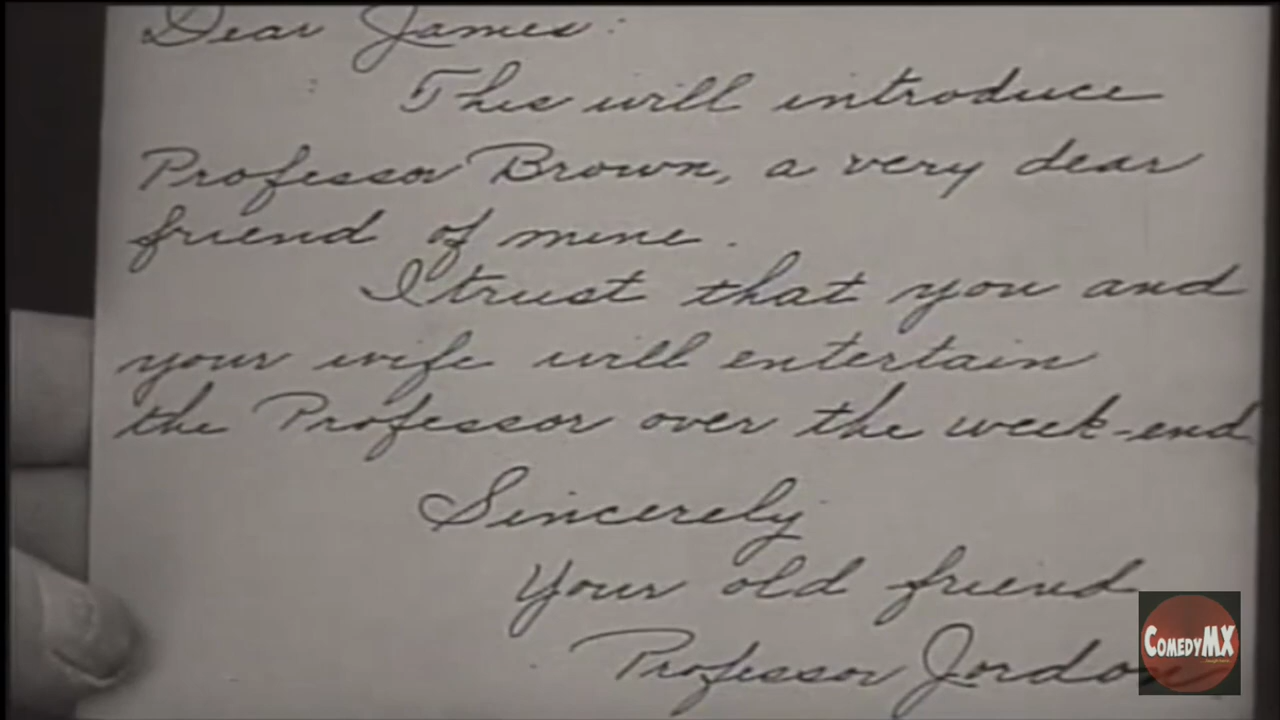 Dear James:
This will introduce
Professor Brown, a very dear
friend of mine.
I trust that you and
your wife will entertain
the Professor over the week-end
Sincerely
Your old friend
Professor Jordon
COMEDYMX